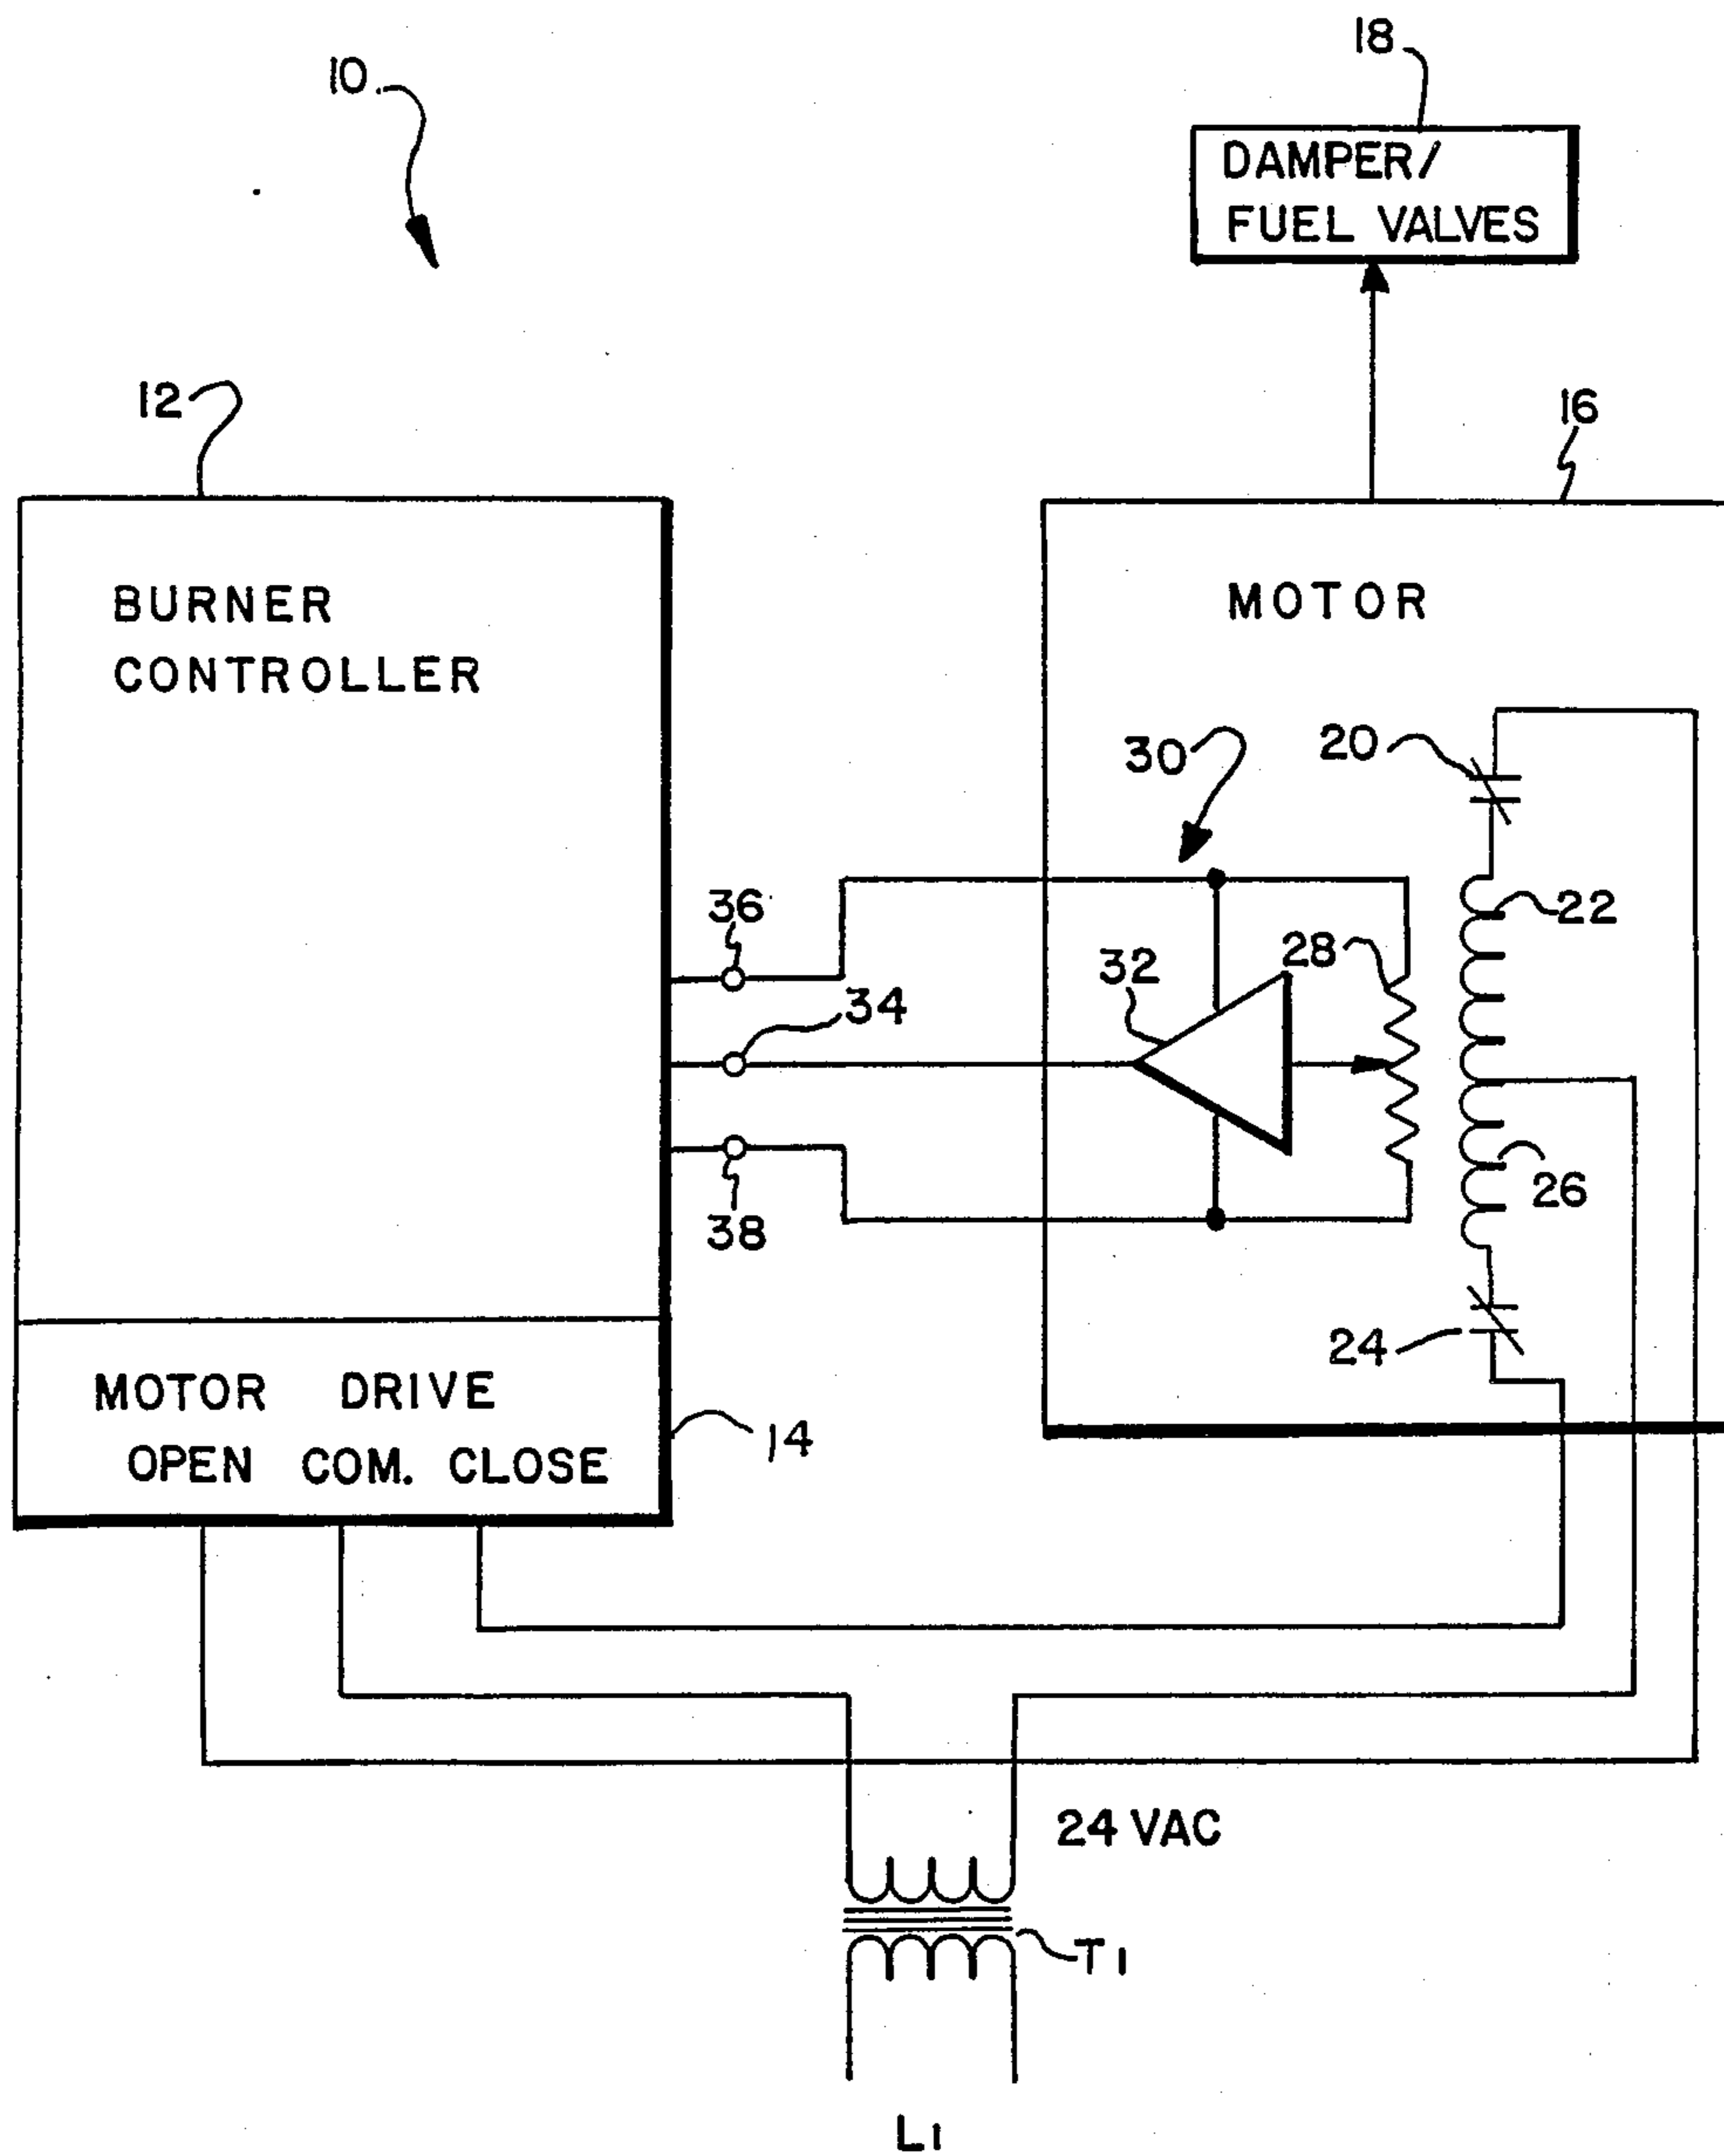 18
10
DAMPER/
FUEL VALVES
12
16
BURNER
CONTROLLER
MOTOR
20
30
36
22
28
32
34
26
38
24
MOTOR DRIVE
14
OPEN COM. CLOSE
24 VAC
T1
L1